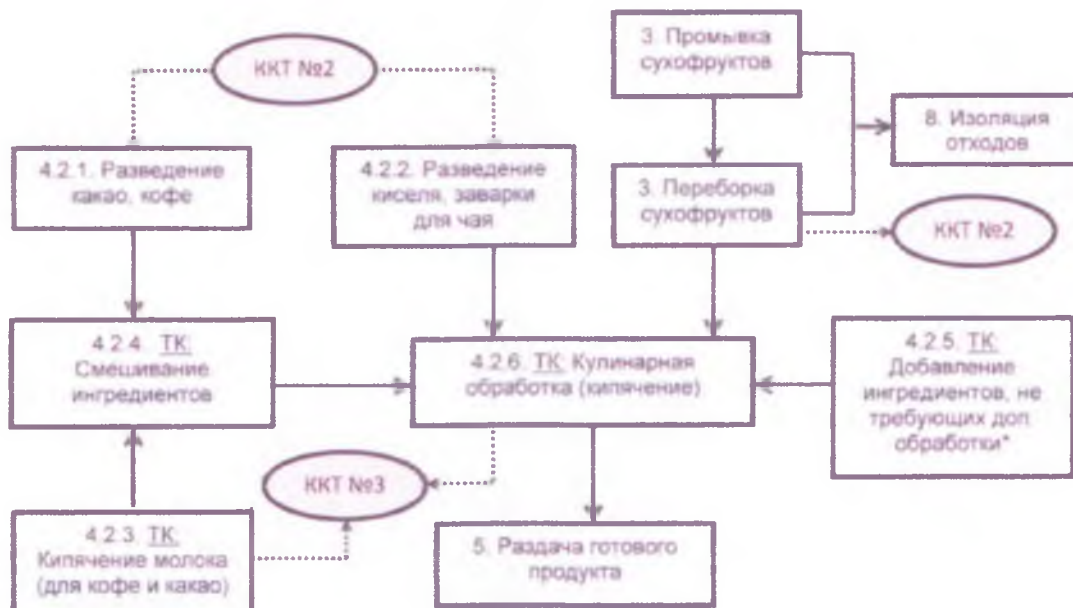 ККТ №2
3. Промывка
сухофруктов
8. Изоляция
отходов
4.2.1. Разведение
какао, кофе
4.2.2. Разведение
киселя, заварки
для чая
3. Переборка
сухофруктов
ККТ №2
4.2.4. ТК:
Смешивание
ингредиентов
4.2.6. ТК: Кулинарная
обработка (кипячение)
4.2.5. ТК:
Добавление
ингредиентов, не
требующих доп.
обработки*
ККТ №3
4.2.3. ТК:
Кипячение молока
(для кофе и какао)
5. Раздача готового
продукта